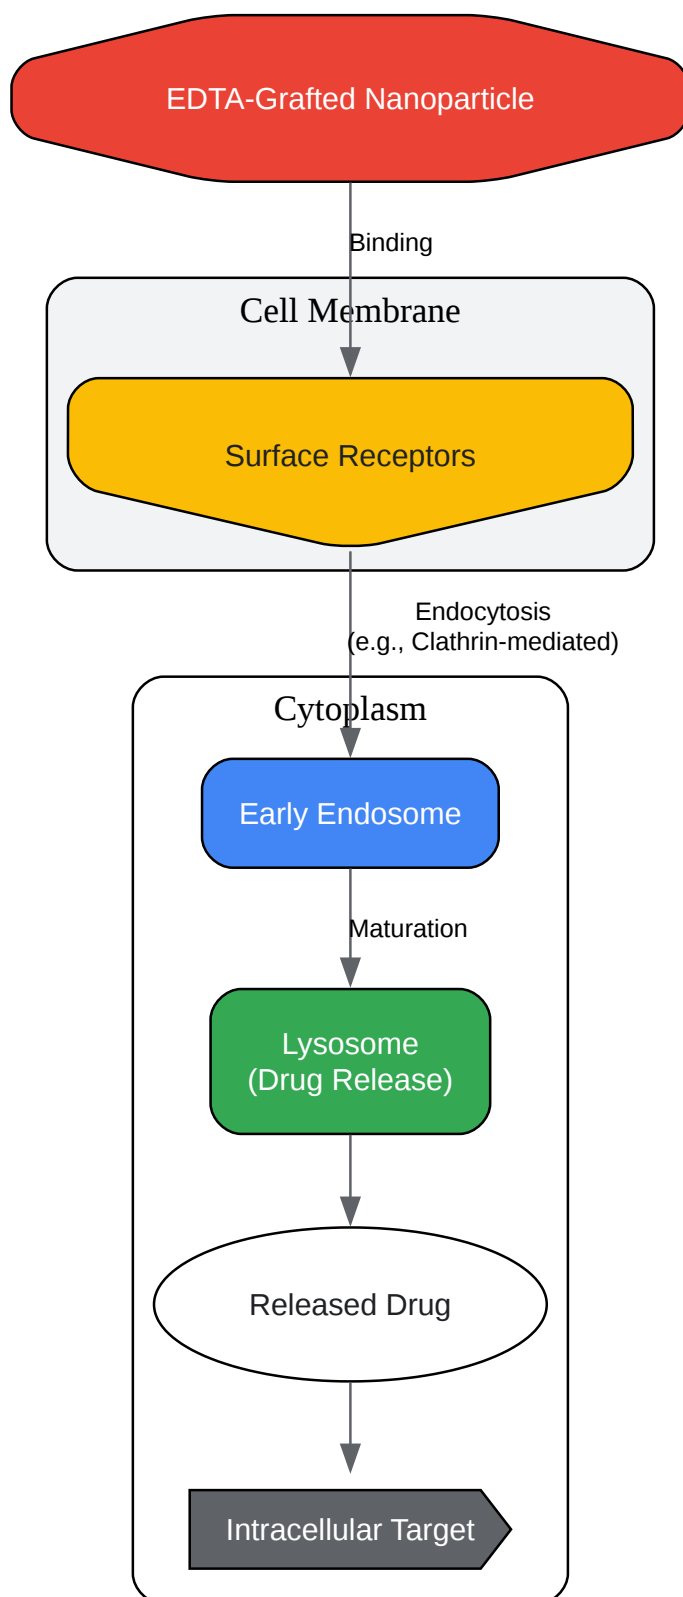 EDTA-Grafted Nanoparticle
Binding
Cell Membrane
Surface Receptors
Endocytosis
(e.g., Clathrin-mediated)
Cytoplasm
Early Endosome
Maturation
Lysosome
(Drug Release)
Released Drug
Intracellular Target